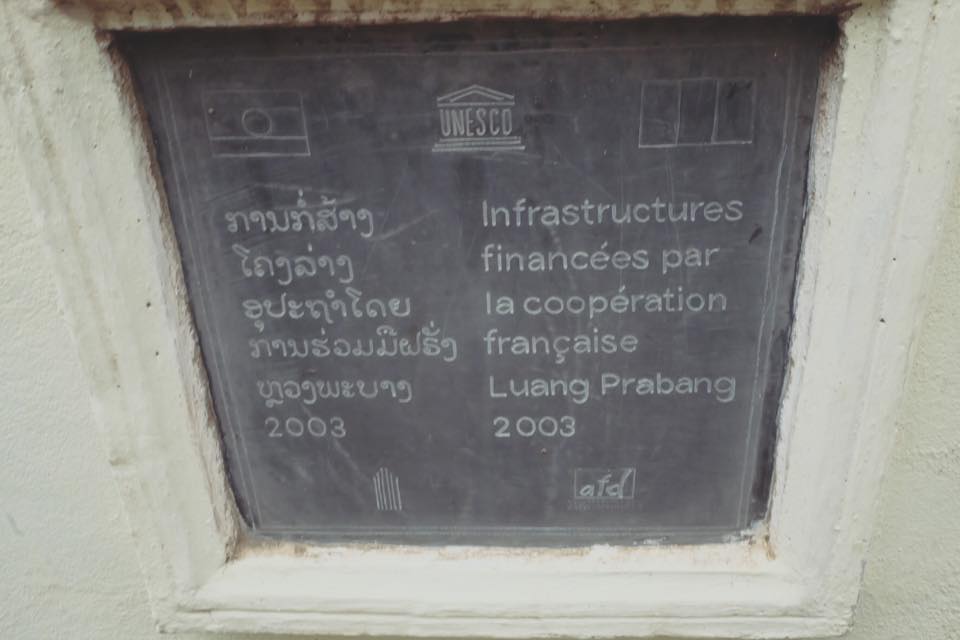 UNESCO
ການກໍ່ສ້າງ
ໂຄງລ່າງ
ອຸປະຖໍາໂດຍ
ການຮ່ວມມືຝຣັ່ງ
ຫຼວງພະບາງ
2003
Infrastructures
financées par
la coopération
française
Luang Prabang
2003
afd